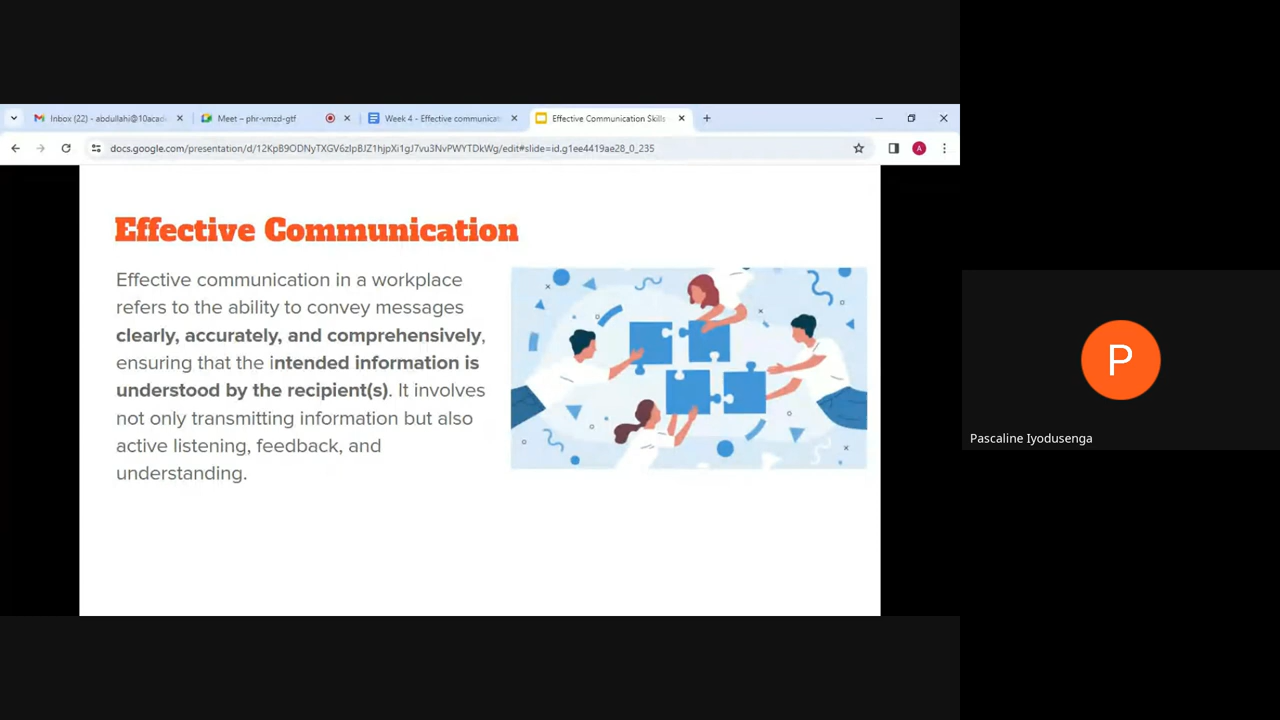 Inbox (22) - abdullahi@10acad
Meet – phr-vmzd-gtf
Week 4 - Effective communicat
Effective Communication Skills
docs.google.com/presentation/d/12KpB9ODNyTXGV6zlpBJZ1hjpXi1gJ7vu3NvPWYTDkWg/edit#slide=id.g1ee4419ae28_0_235
A
Effective Communication
Effective communication in a workplace
refers to the ability to convey messages
clearly, accurately, and comprehensively,
ensuring that the intended information is
understood by the recipient(s). It involves
not only transmitting information but also
active listening, feedback, and
understanding.
P
Pascaline Iyodusenga